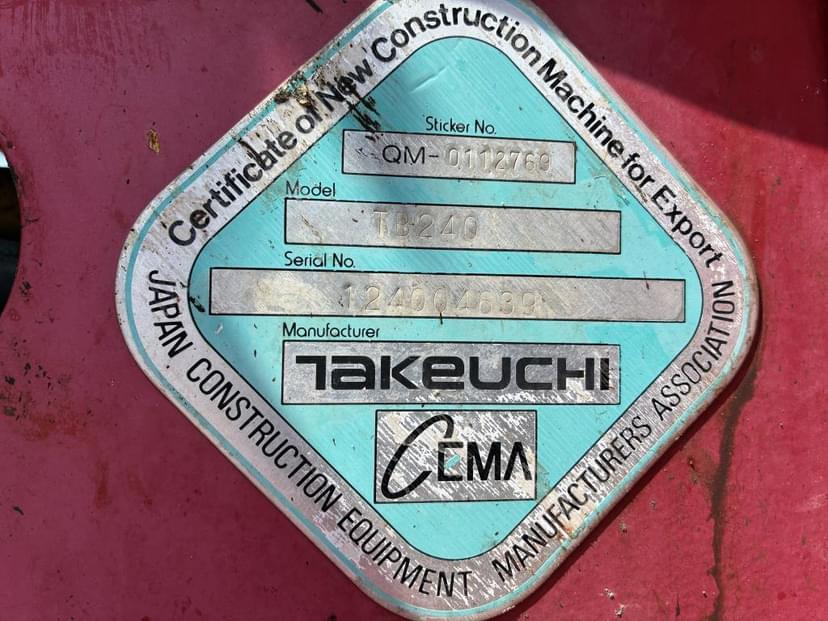 Certificate of New Construction Machine for Export
Sticker No.
QM-0112769
Model
TB240
Serial No.
124004639
Manufacturer
TAKEUCHI
CEMA
JAPAN CONSTRUCTION EQUIPMENT MANUFACTURERS ASSOCIATION